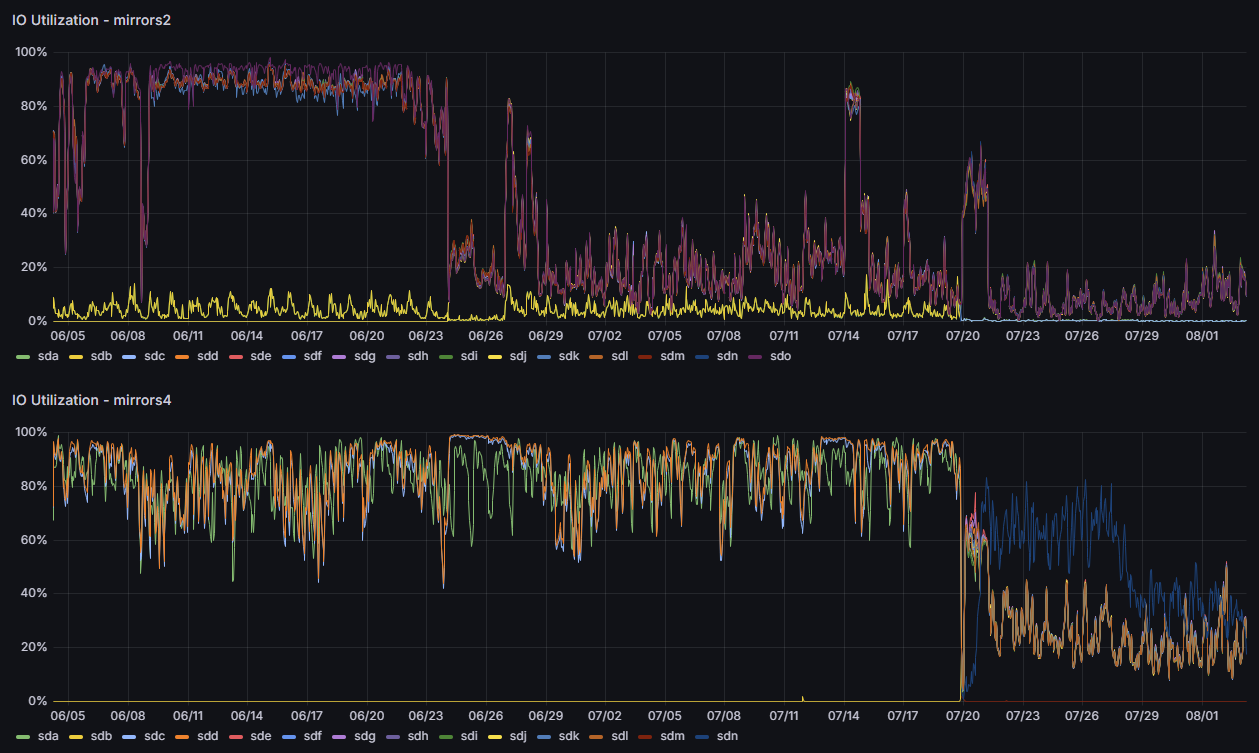 IO Utilization - mirrors2
100%
80%
60%
40%
20%
0%
06/05 06/08 06/11 06/14 06/17 06/20 06/23 06/26 06/29 07/02 07/05 07/08 07/11 07/14 07/17 07/20 07/23 07/26 07/29 08/01
sda sdb sdc sdd sde sdf sdg sdh sdi sdj sdk sdl sdm sdn sdo
IO Utilization - mirrors4
100%
80%
60%
40%
20%
0%
06/05 06/08 06/11 06/14 06/17 06/20 06/23 06/26 06/29 07/02 07/05 07/08 07/11 07/14 07/17 07/20 07/23 07/26 07/29 08/01
sda sdb sdc sdd sde sdf sdg sdh sdi sdj sdk sdl sdm sdn